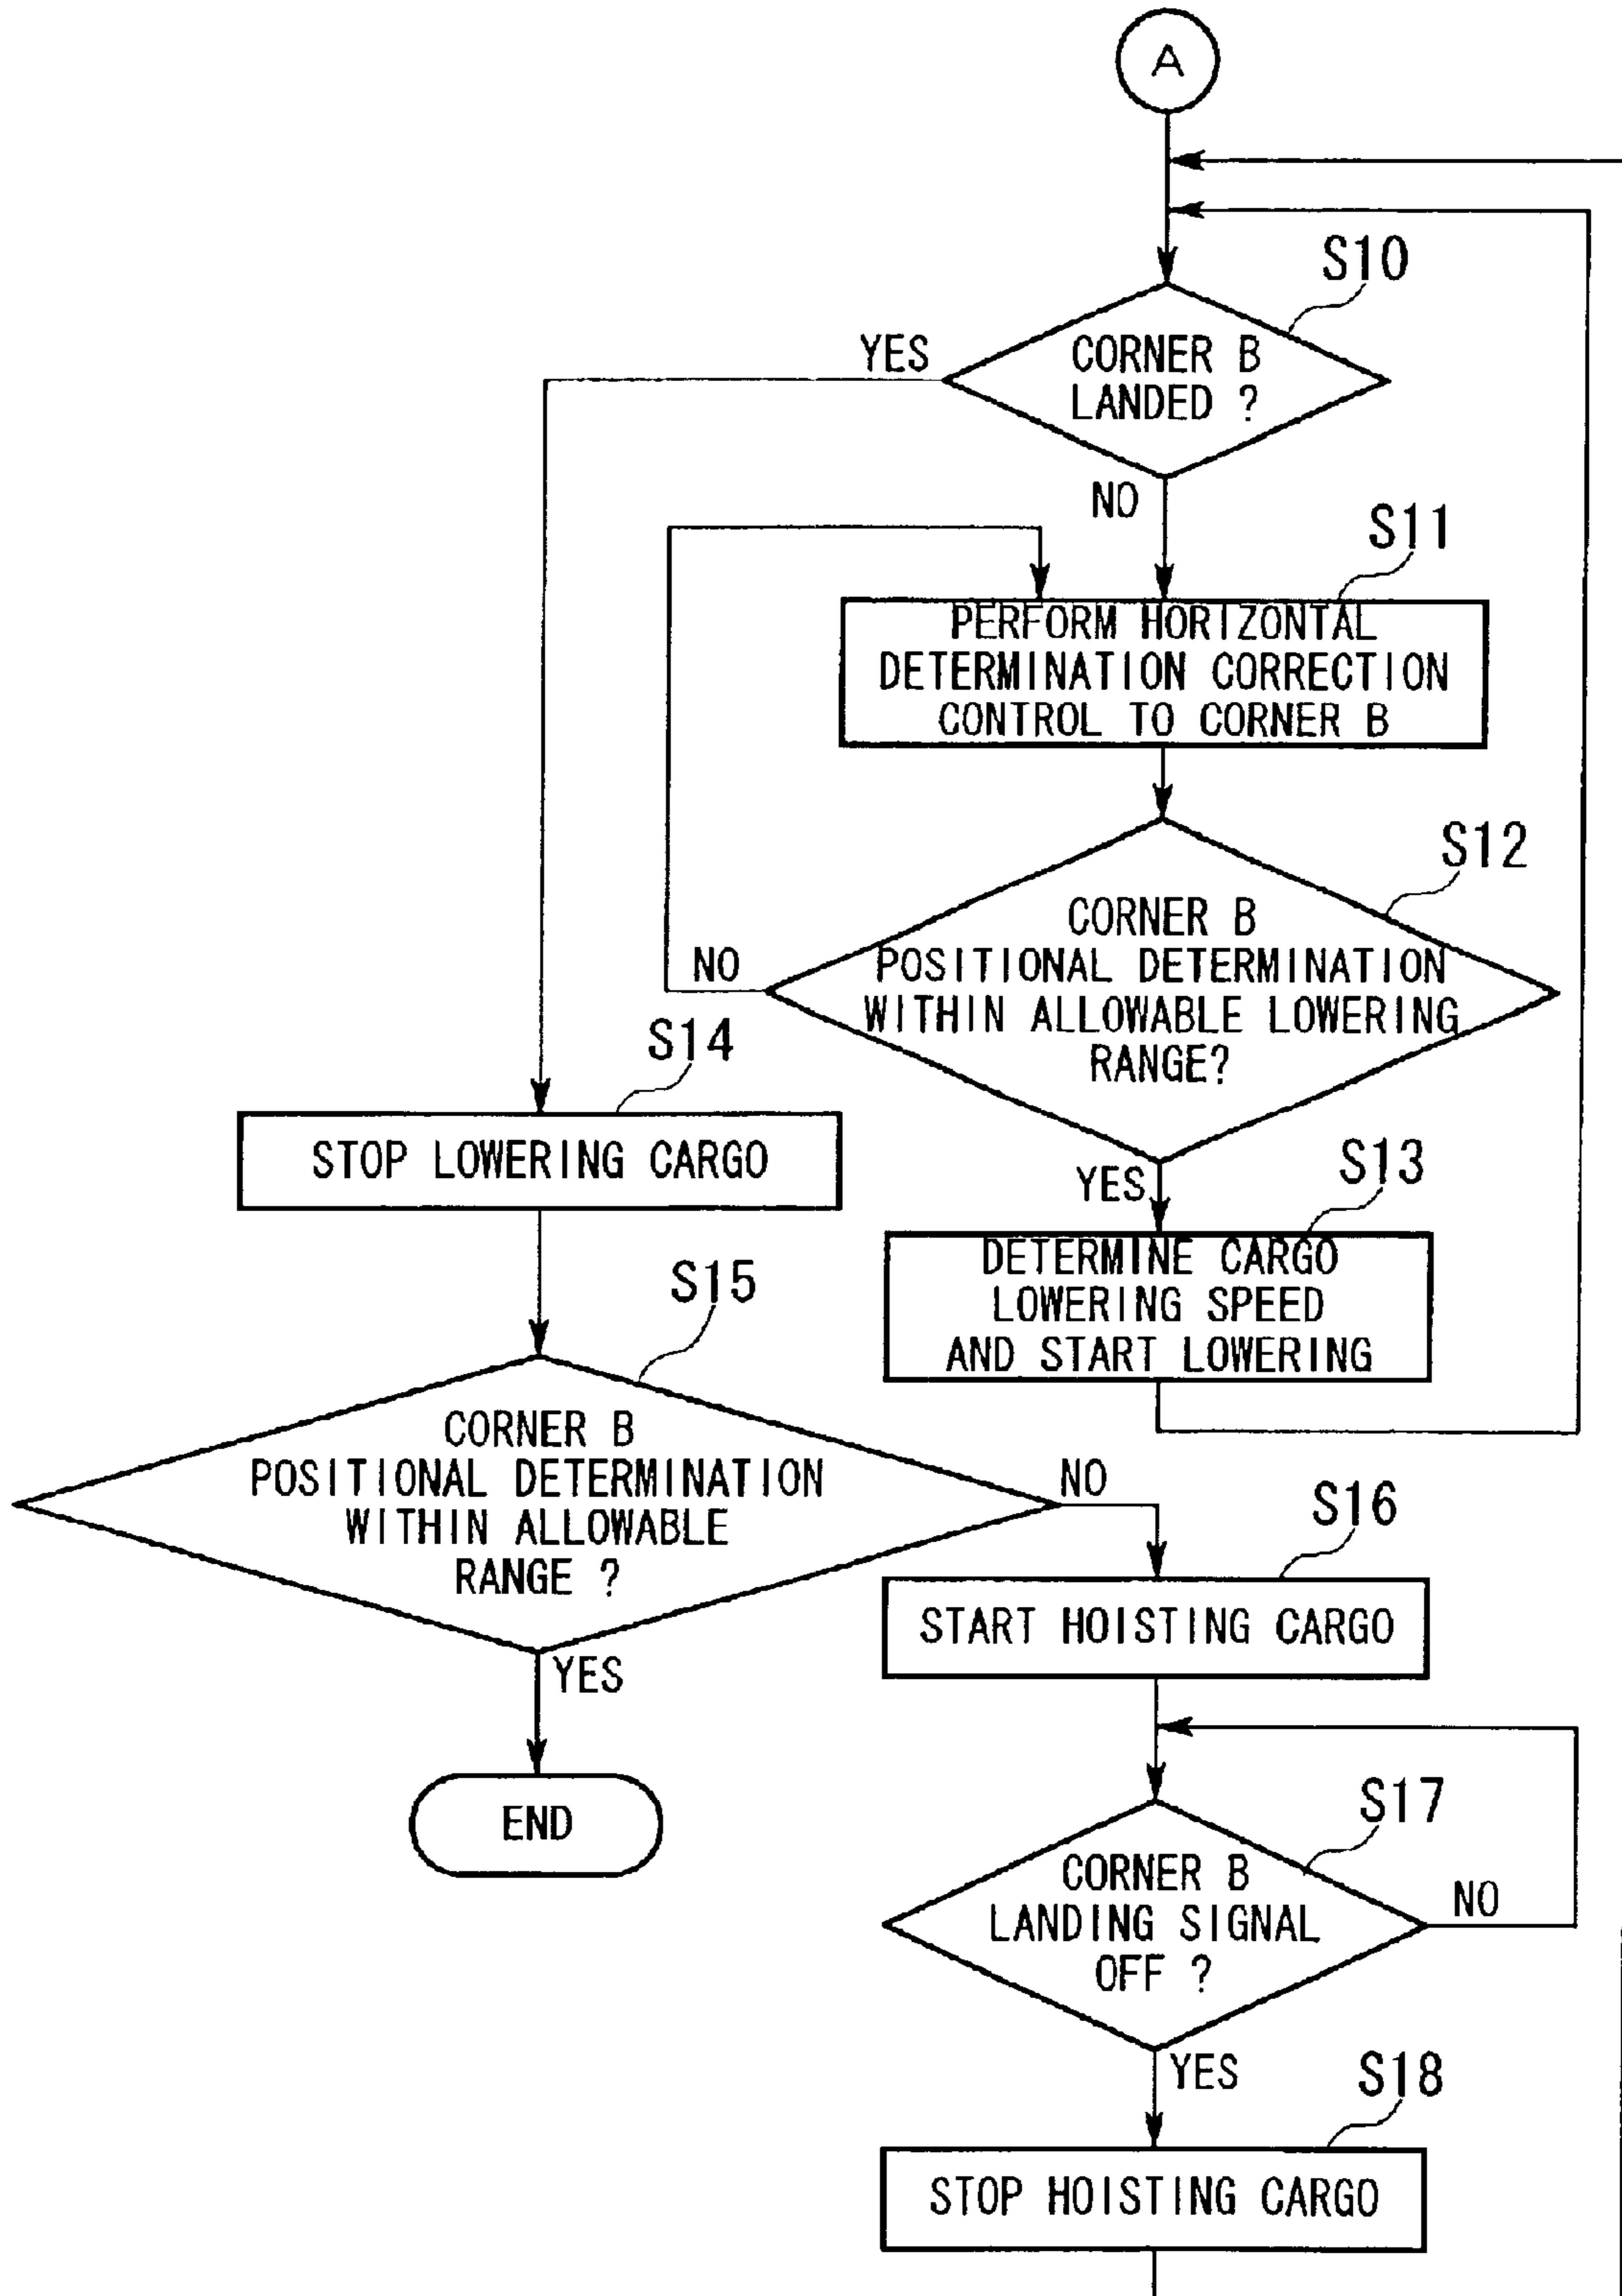 A
S10
YES
CORNER B
LANDED ?
NO
S11
PERFORM HORIZONTAL
DETERMINATION CORRECTION
CONTROL TO CORNER B
S12
CORNER B
POSITIONAL DETERMINATION
WITHIN ALLOWABLE LOWERING
RANGE?
NO
S14
STOP LOWERING CARGO
YES
S13
DETERMINE CARGO
LOWERING SPEED
AND START LOWERING
S15
CORNER B
POSITIONAL DETERMINATION
WITHIN ALLOWABLE
RANGE ?
NO
S16
START HOISTING CARGO
YES
END
S17
CORNER B
LANDING SIGNAL
OFF ?
NO
YES
S18
STOP HOISTING CARGO